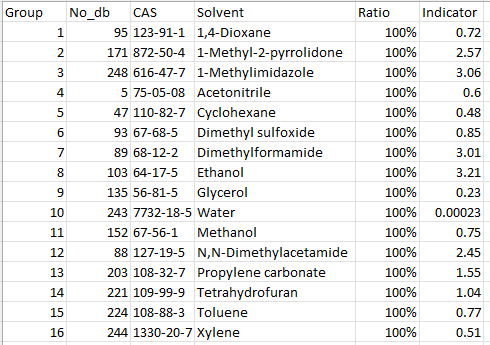 Group No_db CAS Solvent Ratio Indicator
1 95 123-91-1 1,4-Dioxane 100% 0.72
2 171 872-50-4 1-Methyl-2-pyrrolidone 100% 2.57
3 248 616-47-7 1-Methylimidazole 100% 3.06
4 5 75-05-08 Acetonitrile 100% 0.6
5 47 110-82-7 Cyclohexane 100% 0.48
6 93 67-68-5 Dimethyl sulfoxide 100% 0.85
7 89 68-12-2 Dimethylformamide 100% 3.01
8 103 64-17-5 Ethanol 100% 3.21
9 135 56-81-5 Glycerol 100% 0.23
10 243 7732-18-5 Water 100% 0.00023
11 152 67-56-1 Methanol 100% 0.75
12 88 127-19-5 N,N-Dimethylacetamide 100% 2.45
13 203 108-32-7 Propylene carbonate 100% 1.55
14 221 109-99-9 Tetrahydrofuran 100% 1.04
15 224 108-88-3 Toluene 100% 0.77
16 244 1330-20-7 Xylene 100% 0.51